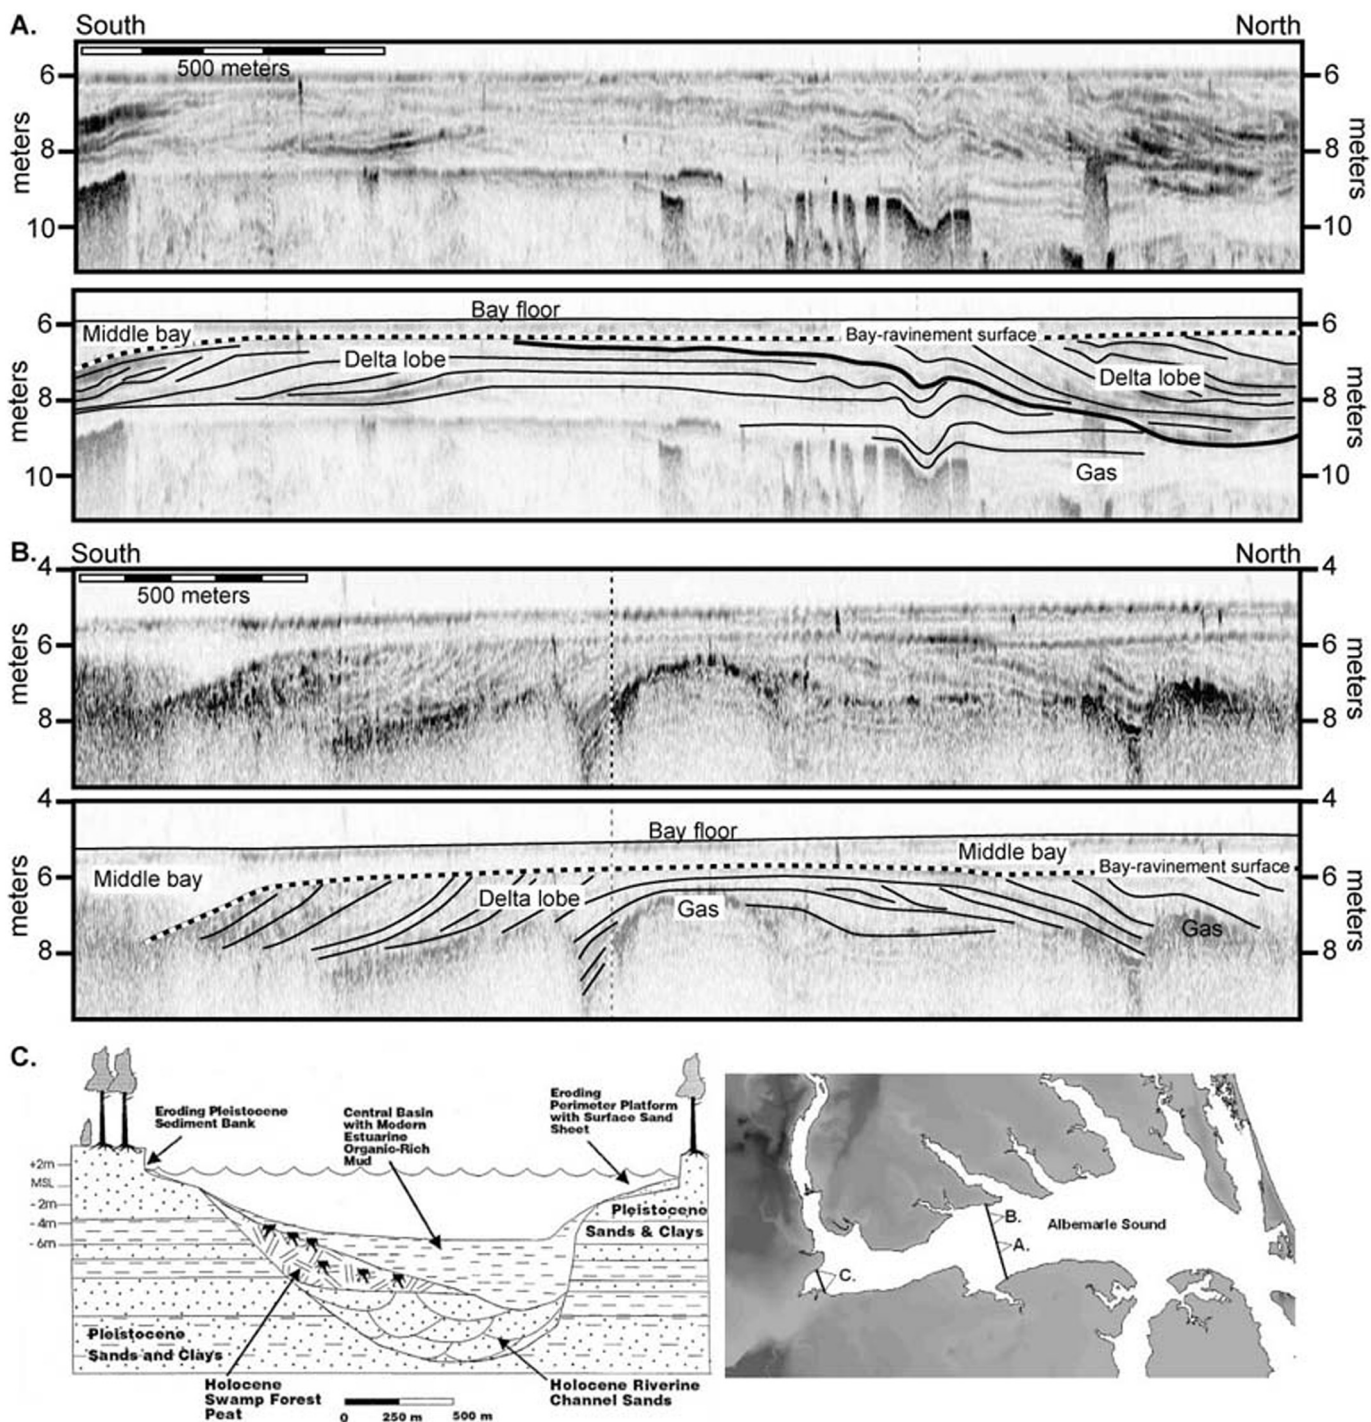 A.
South
North
500 meters
6
8
10
meters
6
8
10
meters
Bay floor
6
Middle bay
Bay-ravinement surface
6
Delta lobe
Delta lobe
8
8
meters
meters
10
Gas
10
B.
South
North
4
4
500 meters
6
6
meters
meters
8
8
4
4
Bay floor
Middle bay
Middle bay
Bay-ravinement surface
6
6
Delta lobe
Gas
meters
meters
8
Gas
8
C.
Eroding Pleistocene
Sediment Bank
Central Basin
with Modern
Estuarine
Organic-Rich
Mud
Eroding
Perimeter Platform
with Surface Sand
Sheet
+2m
MSL
-2m
-4m
-6m
Pleistocene
Sands & Clays
Pleistocene
Sands and Clays
Holocene
Swamp Forest
Peat
0 250 m 500 m
Holocene Riverine
Channel Sands
B.
A.
C.
Albemarle Sound